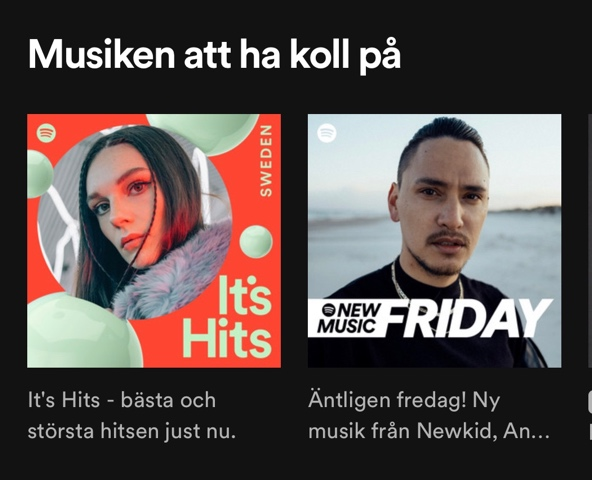 Musiken att ha koll på
SWEDEN
It's
Hits
NEW
MUSIC
FRIDAY
It's Hits - bästa och
största hitsen just nu.
Äntligen fredag! Ny
musik från Newkid, An...